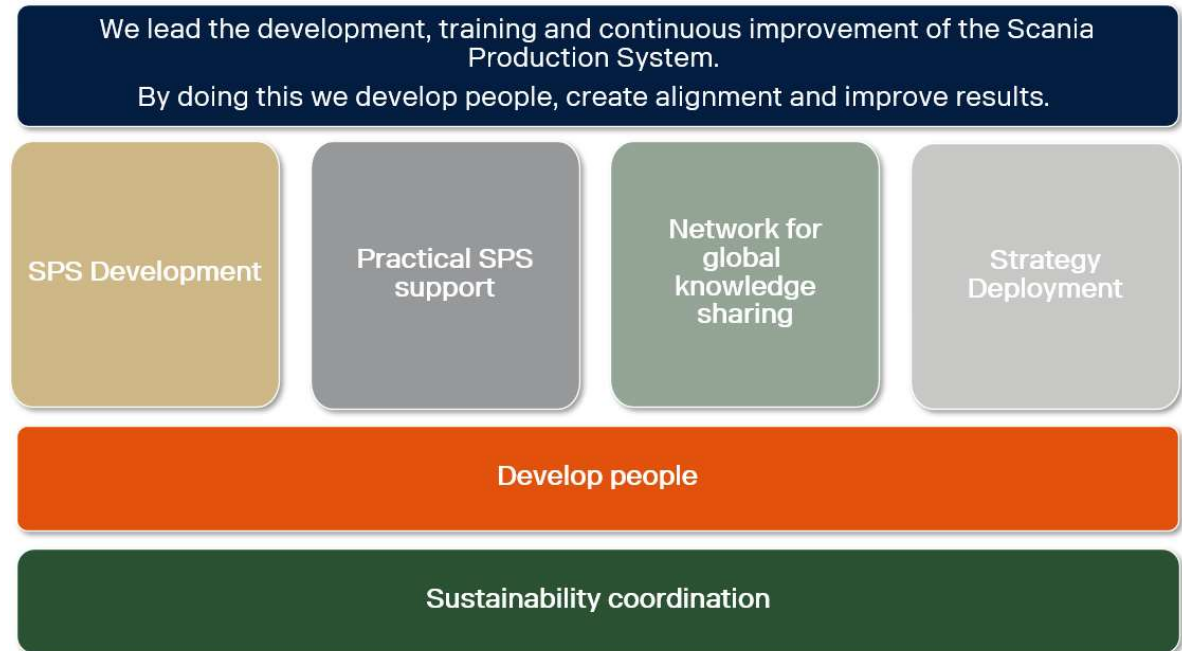 We lead the development, training and continuous improvement of the Scania
Production System.
By doing this we develop people, create alignment and improve results.
SPS Development
Practical SPS
support
Network for
global
knowledge
sharing
Strategy
Deployment
Develop people
Sustainability coordination